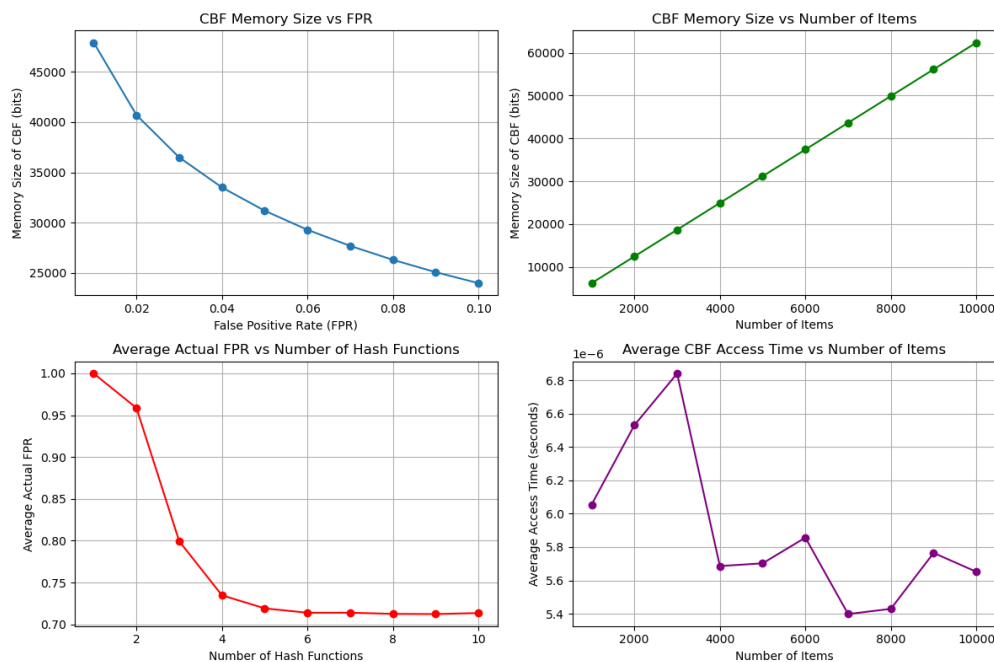 CBF Memory Size vs FPR
Memory Size of CBF (bits)
45000
40000
35000
30000
25000
0.02 0.04 0.06 0.08 0.10
False Positive Rate (FPR)
CBF Memory Size vs Number of Items
Memory Size of CBF (bits)
60000
50000
40000
30000
20000
10000
2000 4000 6000 8000 10000
Number of Items
Average Actual FPR vs Number of Hash Functions
Average Actual FPR
1.00
0.95
0.90
0.85
0.80
0.75
0.70
2 4 6 8 10
Number of Hash Functions
Average CBF Access Time vs Number of Items
1e−6
Average Access Time (seconds)
6.8
6.6
6.4
6.2
6.0
5.8
5.6
5.4
2000 4000 6000 8000 10000
Number of Items